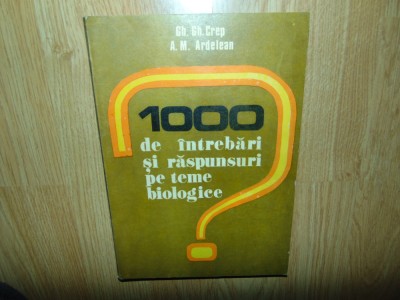 Gh. Gh. Crep
A. M. Ardelean
1000
de întrebări
și răspunsuri
pe teme
biologice